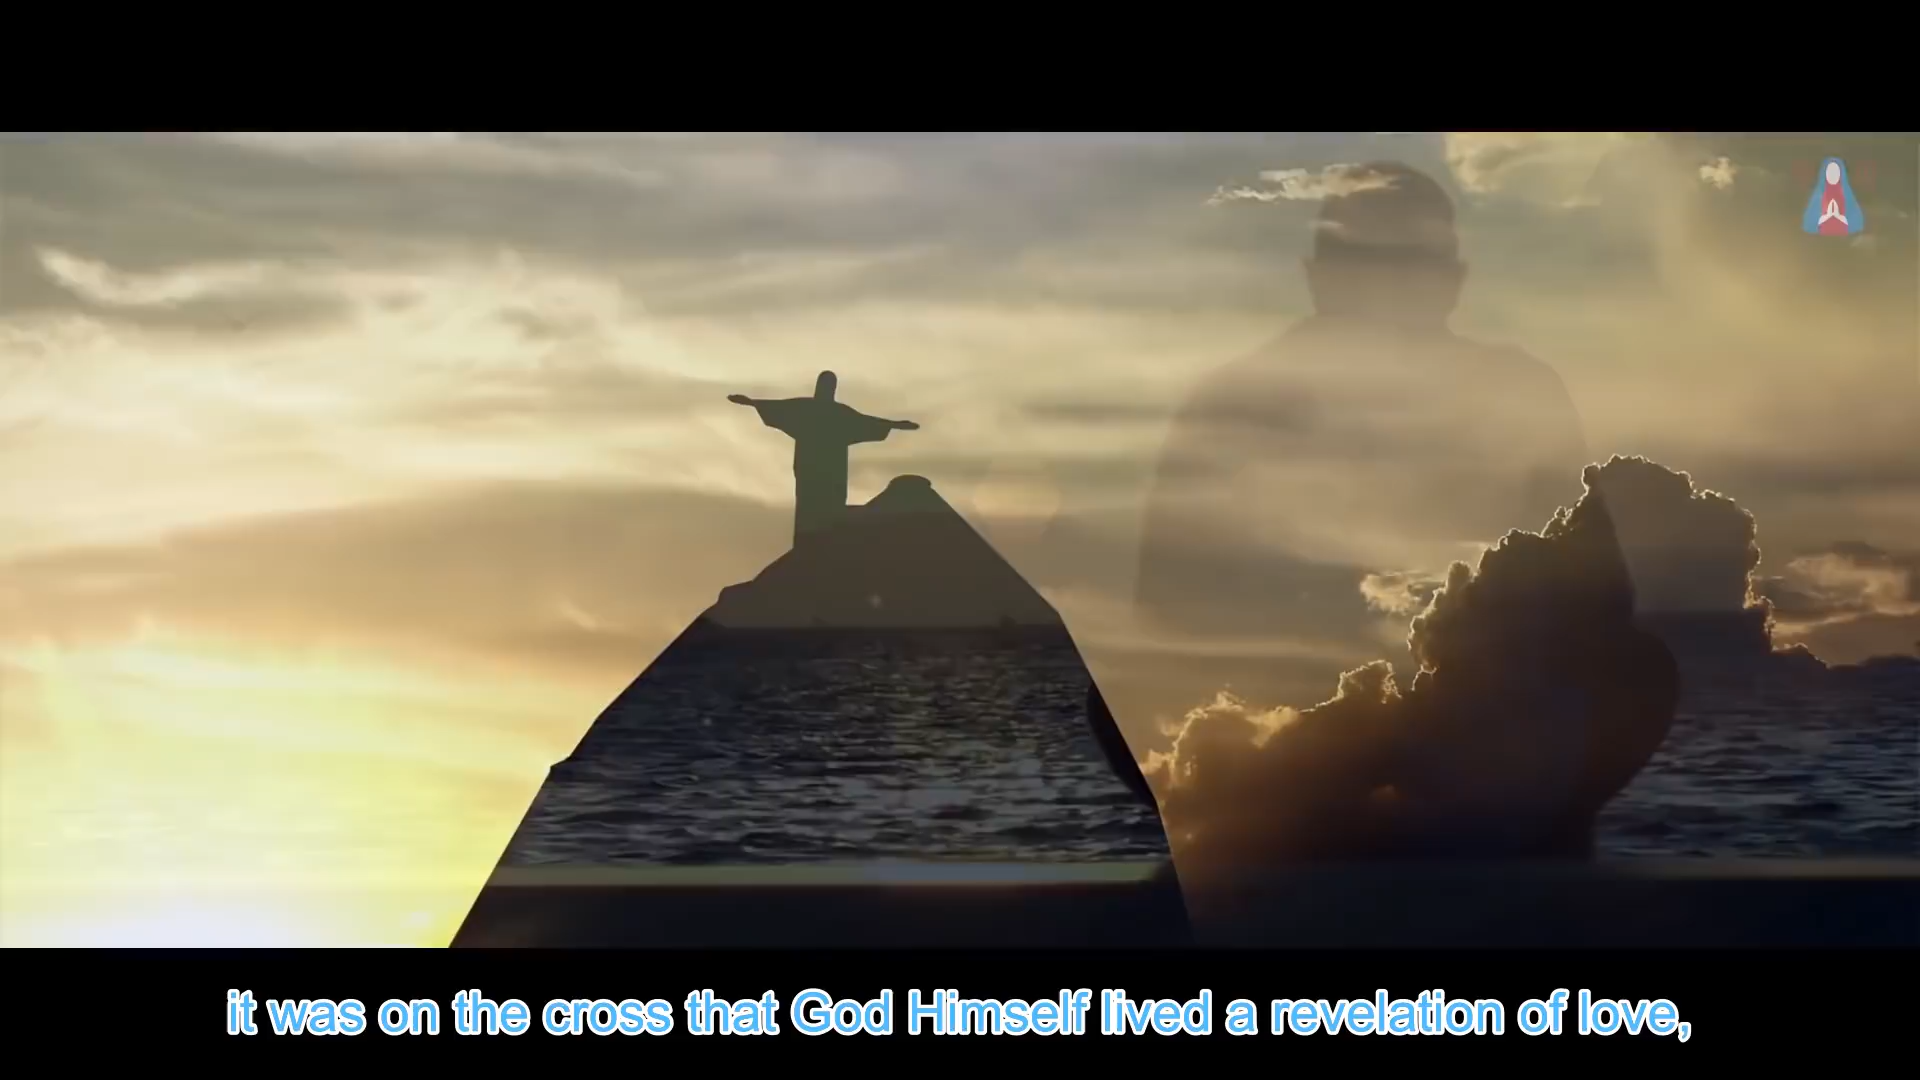 it was on the cross that God Himself lived a revelation of love,